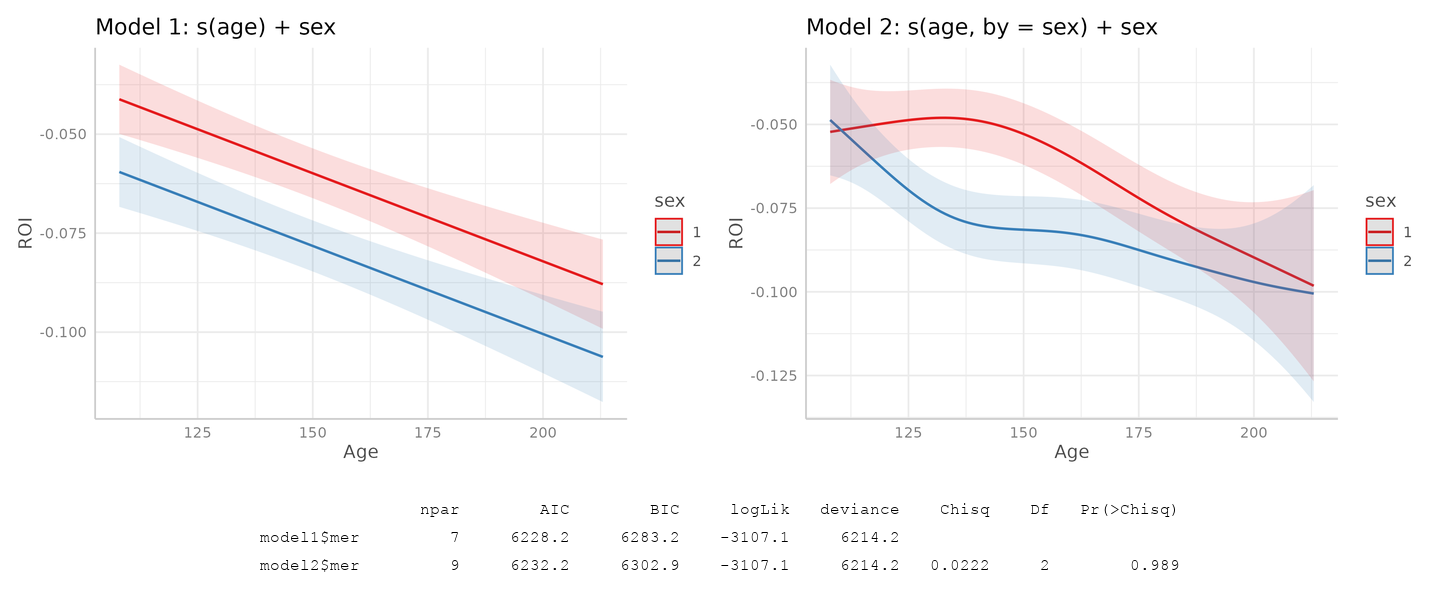 Model 1: s(age) + sex
-0.050
-0.075
-0.100
125 150 175 200
Age
ROI
sex
1
2
Model 2: s(age, by = sex) + sex
-0.050
-0.075
-0.100
-0.125
125 150 175 200
Age
ROI
sex
1
2
npar AIC BIC logLik deviance Chisq Df Pr(>Chisq)
model1$mer 7 6228.2 6283.2 -3107.1 6214.2
model2$mer 9 6232.2 6302.9 -3107.1 6214.2 0.0222 2 0.989